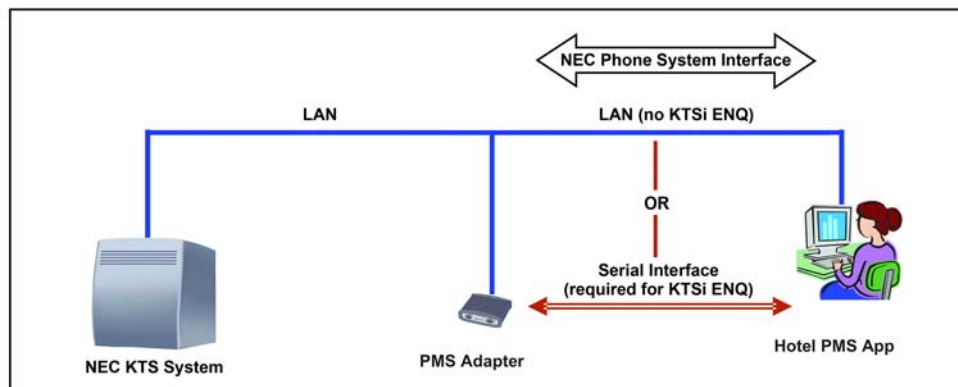 NEC Phone System Interface
LAN
LAN (no KTSi ENQ)
OR
Serial Interface
(required for KTSi ENQ)
NEC KTS System
PMS Adapter
Hotel PMS App